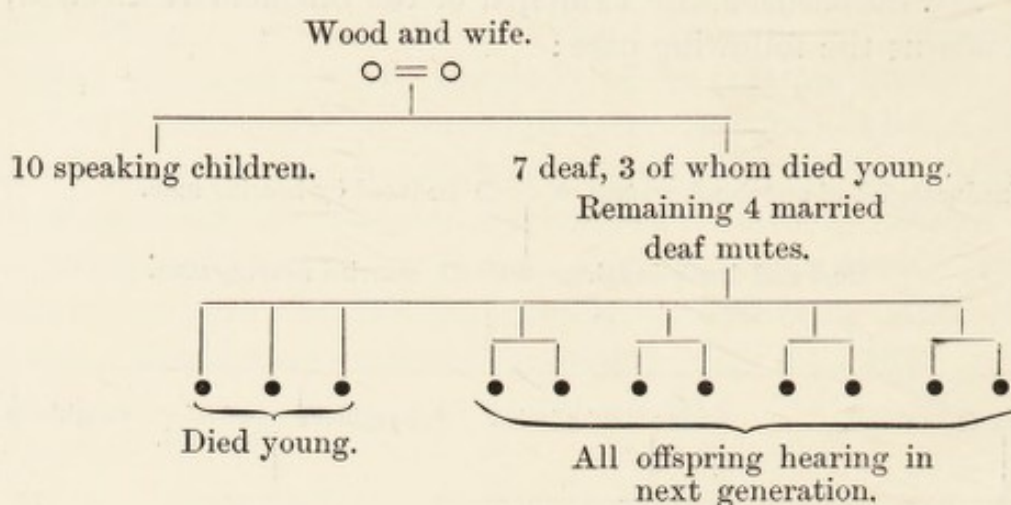 Wood and wife.
10 speaking children.
7 deaf, 3 of whom died young.
Remaining 4 married
deaf mutes.
Died young.
All offspring hearing in
next generation.